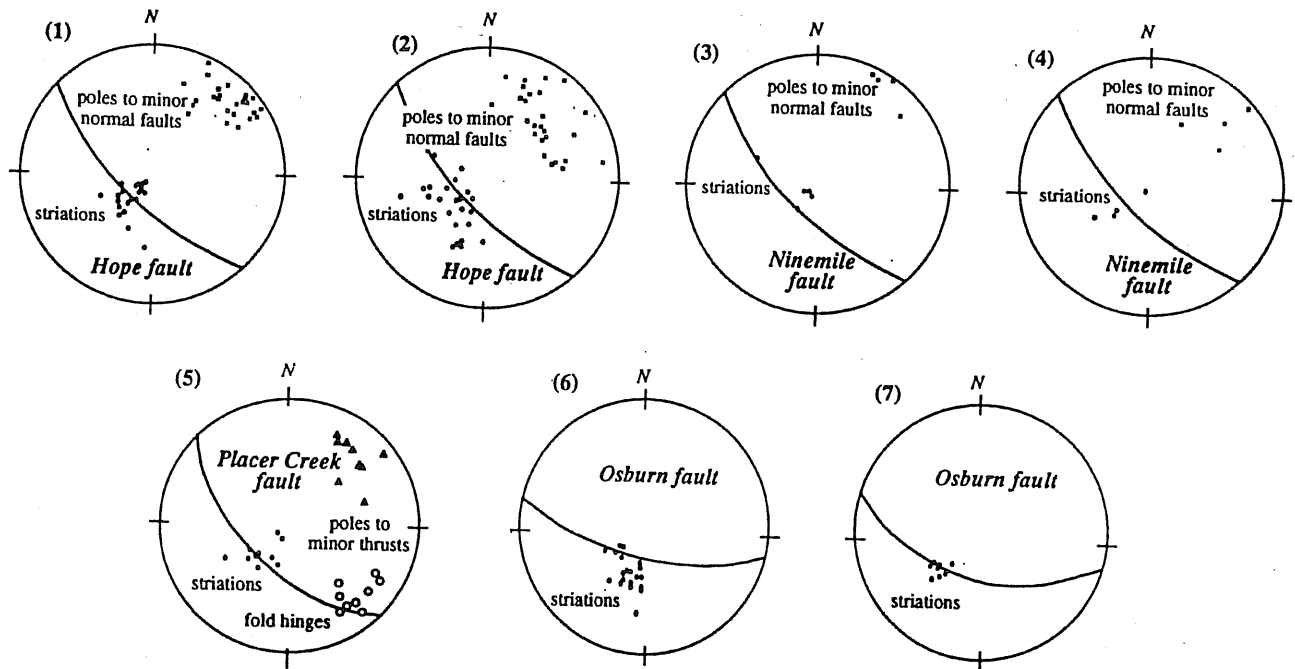 (1)
N
poles to minor
normal faults
striations
Hope fault
(2)
N
poles to minor
normal faults
striations
Hope fault
(3)
N
poles to minor
normal faults
striations
Ninemile
fault
(4)
N
poles to minor
normal faults
striations
Ninemile
fault
(5)
N
Placer Creek
fault
poles to
minor thrusts
striations
fold hinges
(6)
N
Osburn fault
striations
(7)
N
Osburn fault
striations